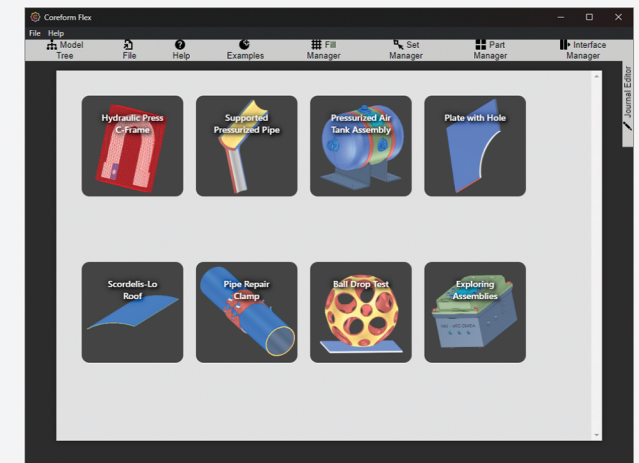 Coreform Flex
File Help
Model
Tree
File
Help
Examples
Fill
Manager
Set
Manager
Part
Manager
Interface
Manager
Journal Editor
Hydraulic Press
C-Frame
Supported
Pressurized Pipe
Pressurized Air
Tank Assembly
Plate with Hole
Scordelis-Lo
Roof
Pipe Repair
Clamp
Ball Drop Test
Exploring
Assemblies